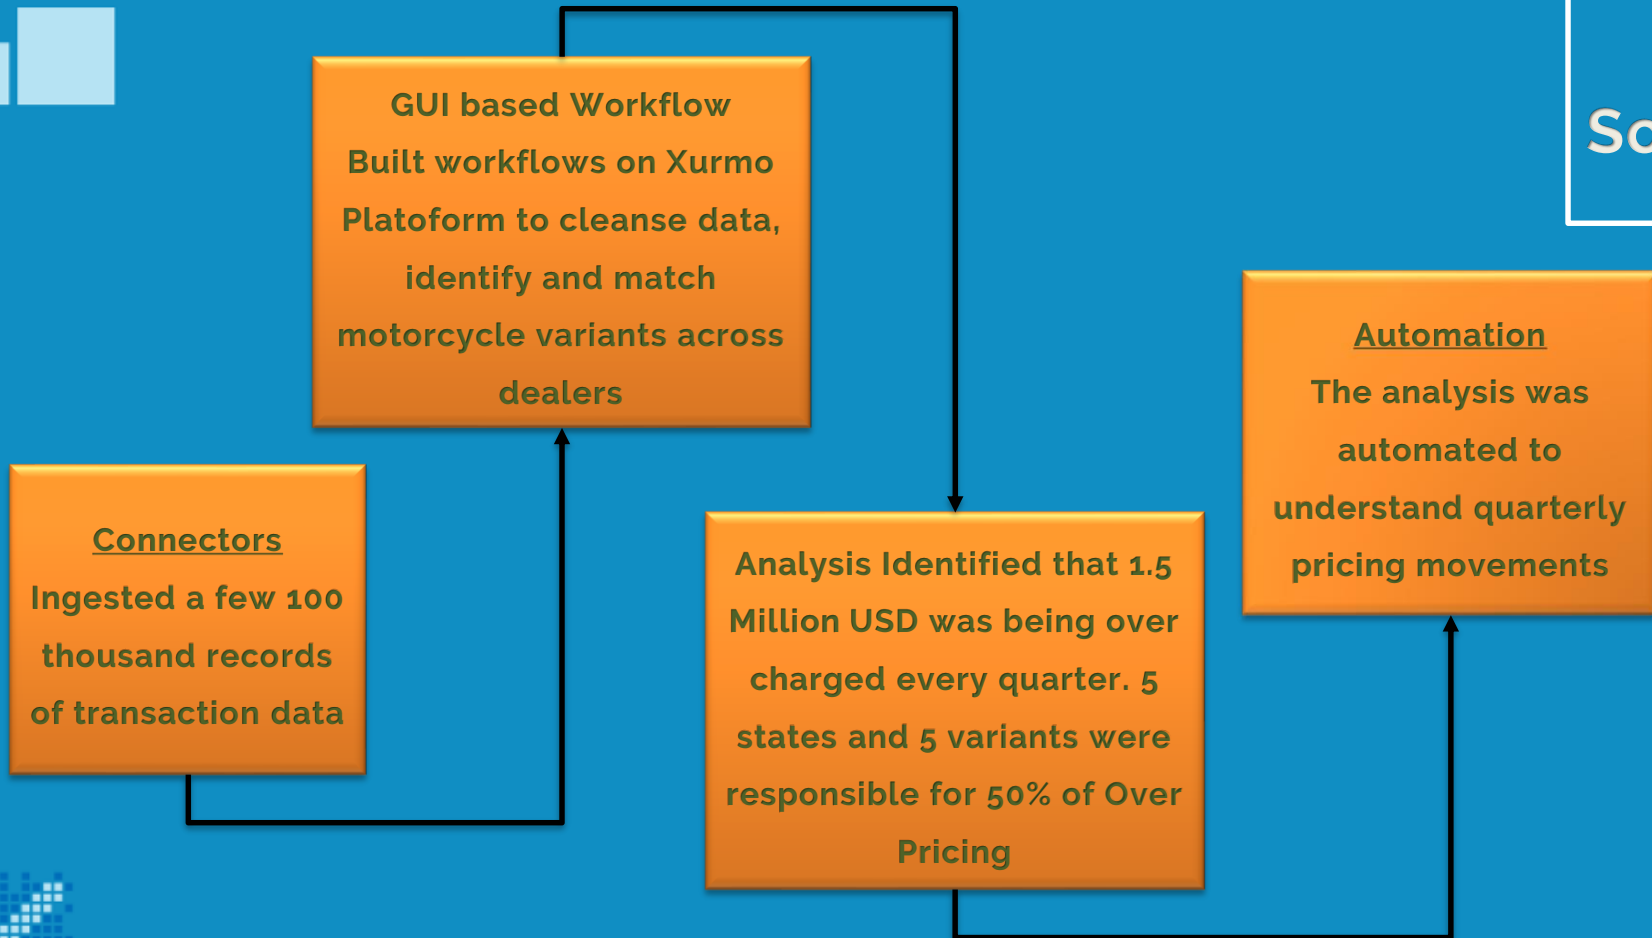 So
GUI based Workflow
Built workflows on Xurmo
Platoform to cleanse data,
identify and match
motorcycle variants across
dealers
Connectors
Ingested a few 100
thousand records
of transaction data
Analysis Identified that 1.5
Million USD was being over
charged every quarter. 5
states and 5 variants were
responsible for 50% of Over
Pricing
Automation
The analysis was
automated to
understand quarterly
pricing movements